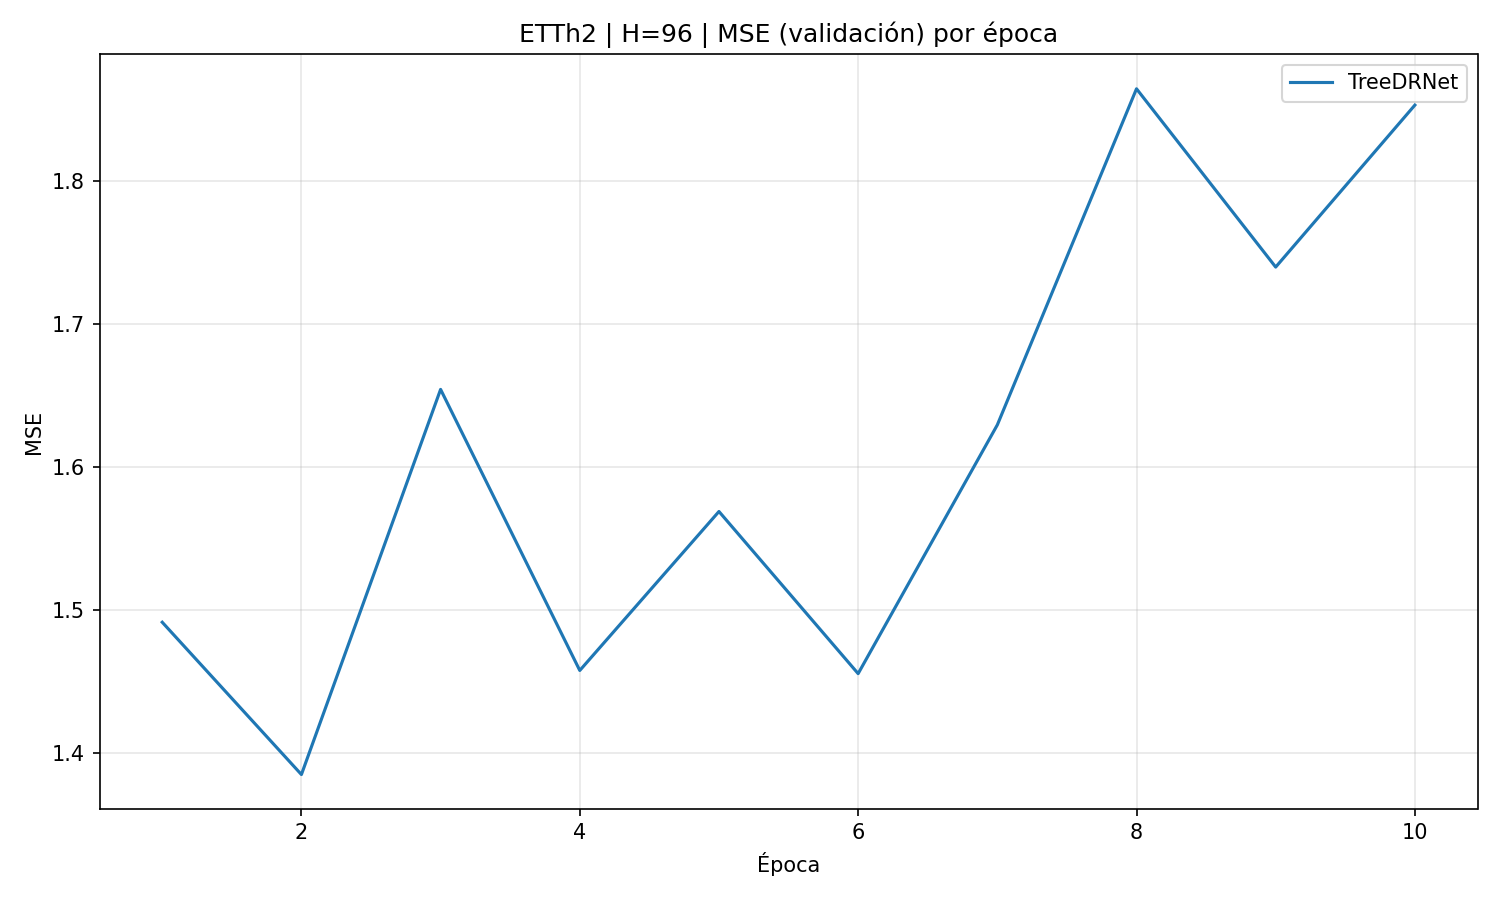 ETTh2 | H=96 | MSE (validación) por época
TreeDRNet
MSE
1.8
1.7
1.6
1.5
1.4
2 4 6 8 10
Época